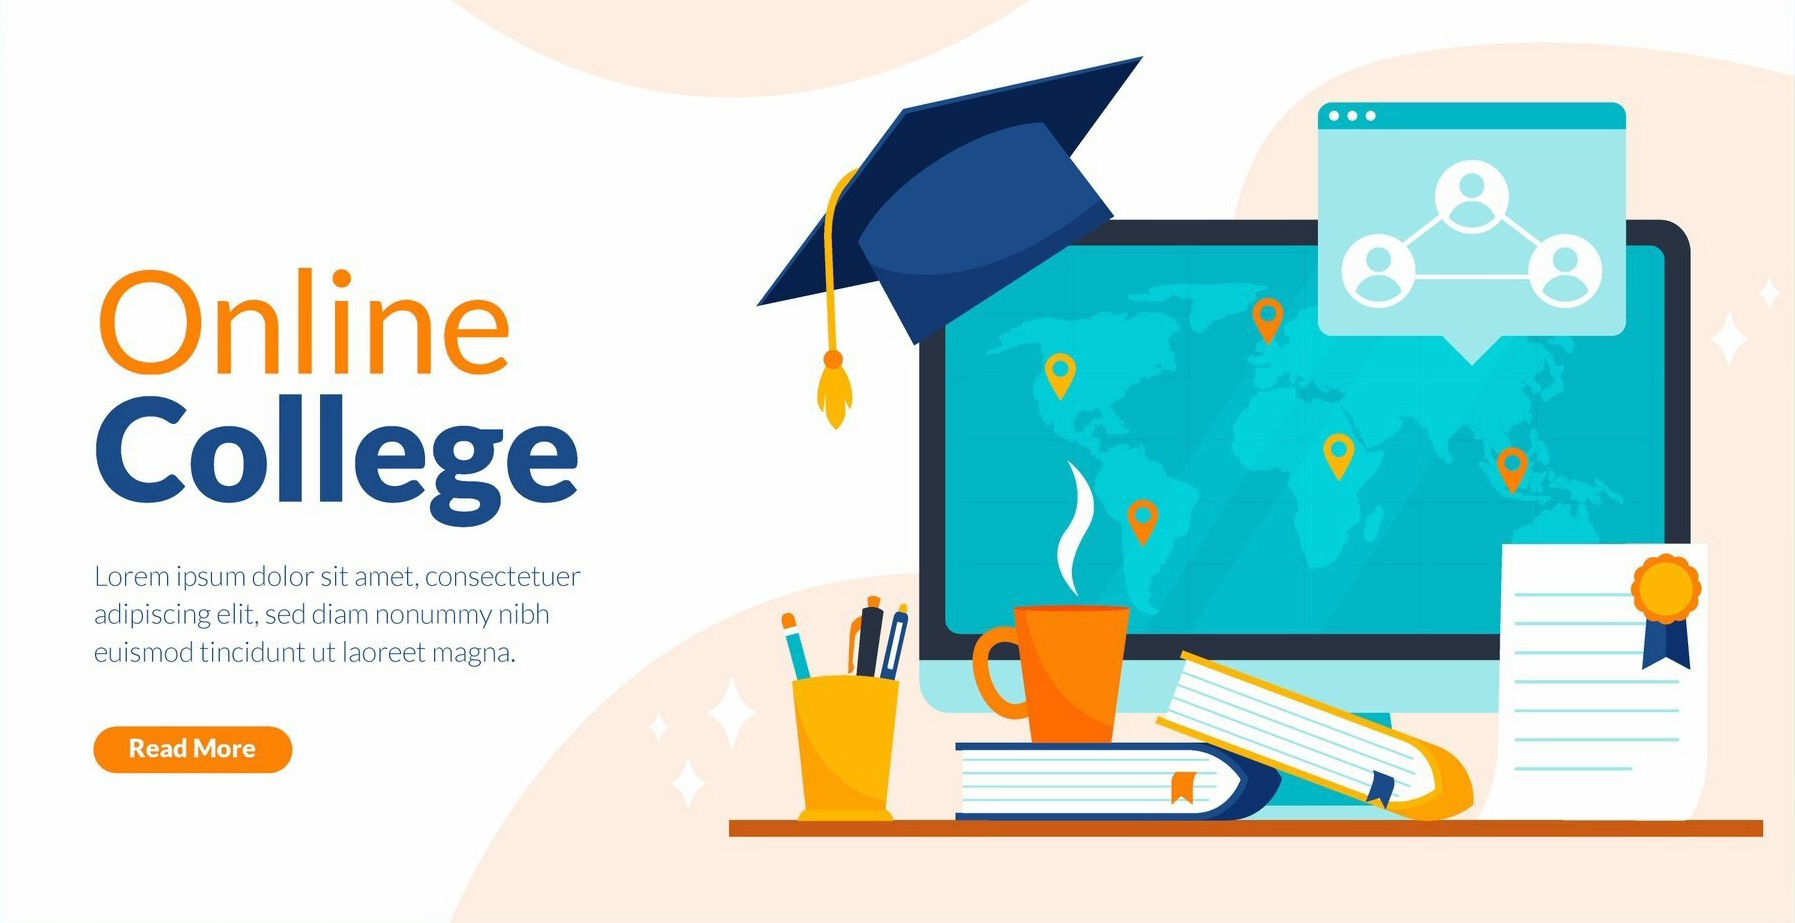 Online
College
Lorem ipsum dolor sit amet, consectetuer
adipiscing elit, sed diam nonummy nibh
euismod tincidunt ut laoreet magna.
Read More